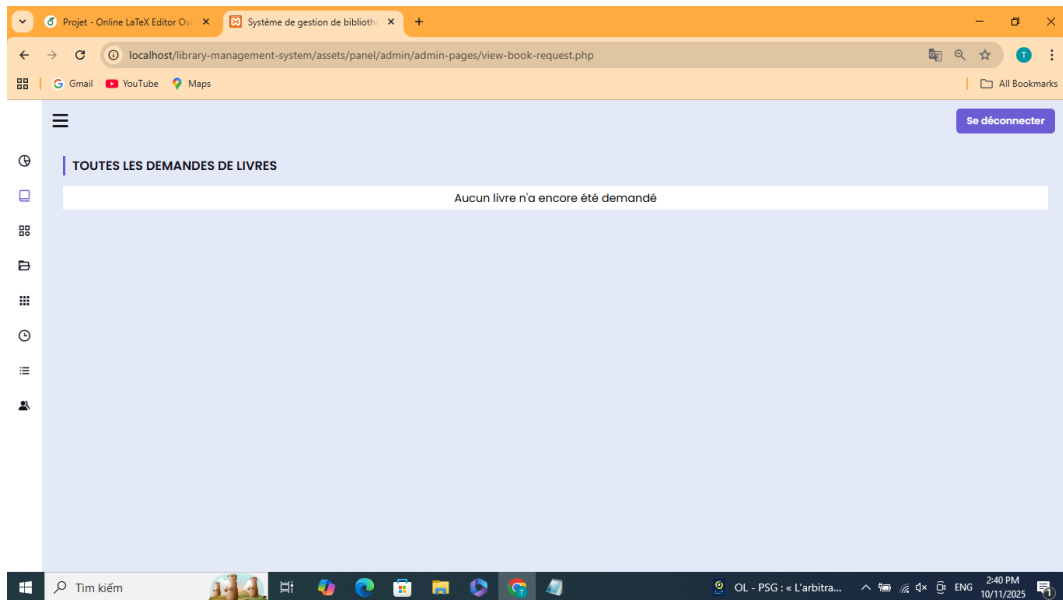 Projet - Online LaTeX Editor Ov
Système de gestion de biblioth
localhost/library-management-system/assets/panel/admin/admin-pages/view-book-request.php
T
Gmail
YouTube
Maps
All Bookmarks
Se déconnecter
TOUTES LES DEMANDES DE LIVRES
Aucun livre n'a encore été demandé
Tìm kiếm
OL - PSG : « L'arbitra...
ENG
2:40 PM
10/11/2025